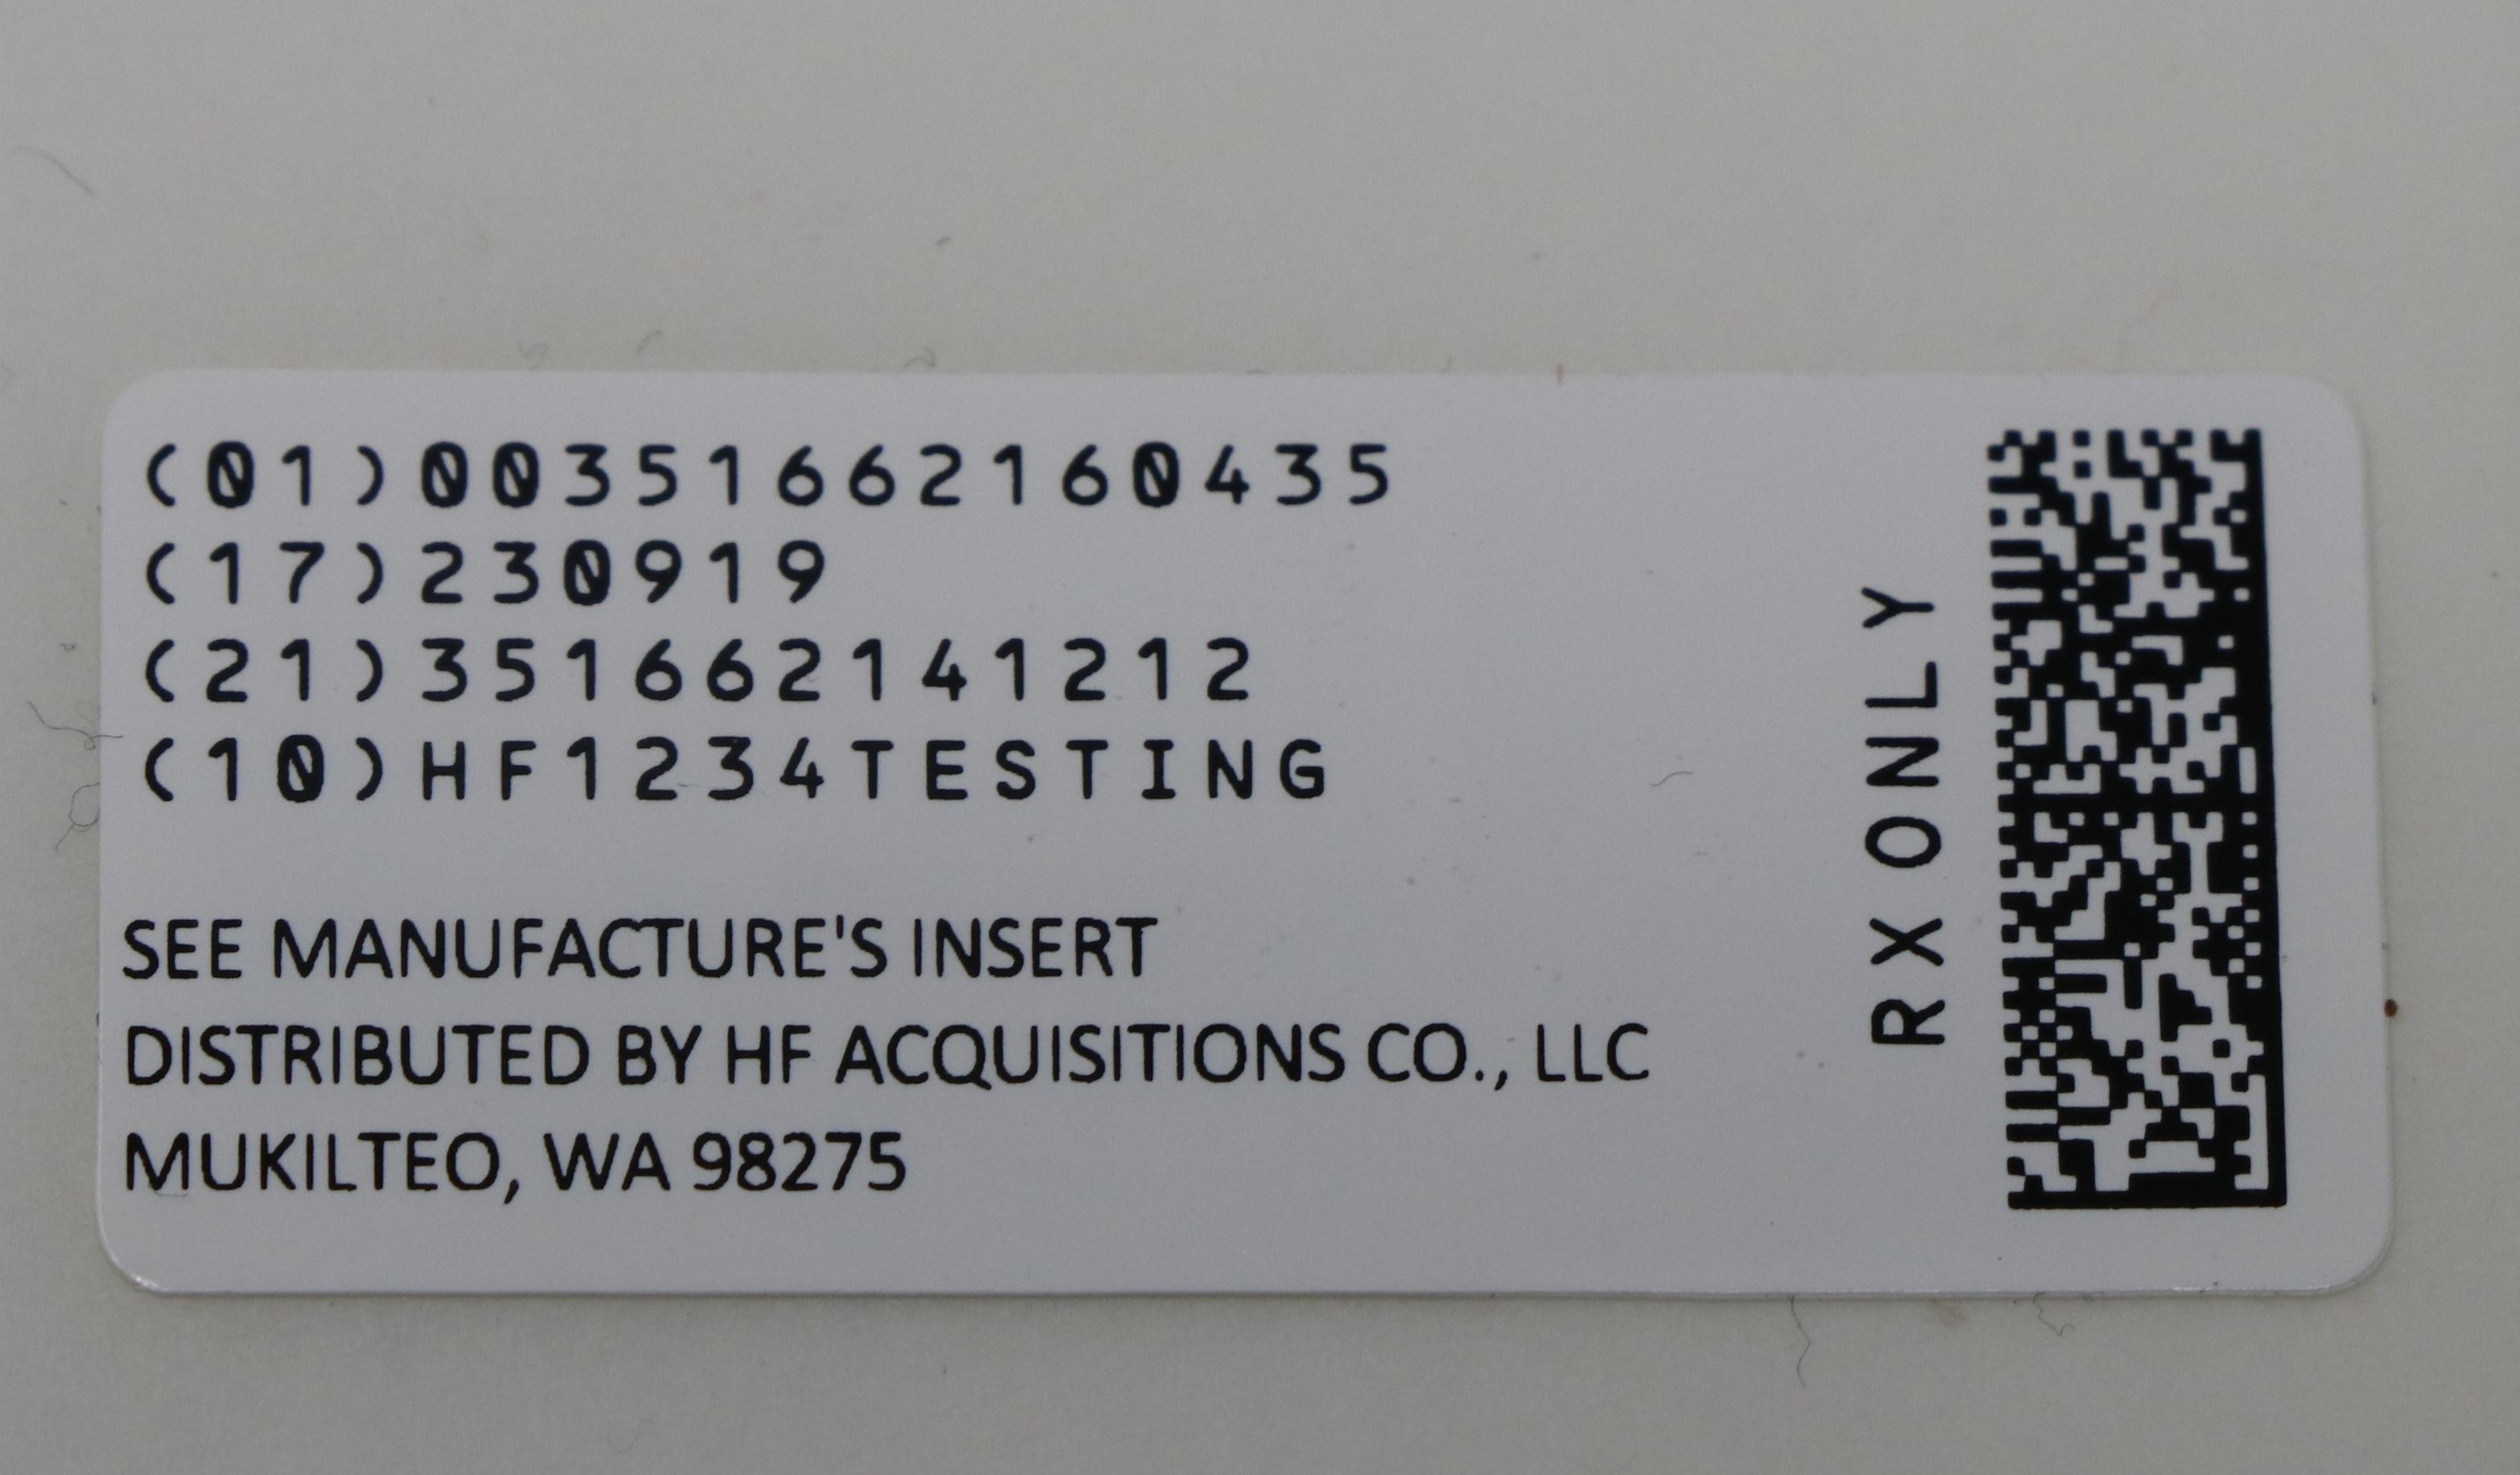 (01)00351662160435
(17)230919
(21)351662141212
(10)HF1234TESTING
SEE MANUFACTURE'S INSERT
DISTRIBUTED BY HF ACQUISITIONS CO., LLC
MUKILTEO, WA 98275
RX ONLY